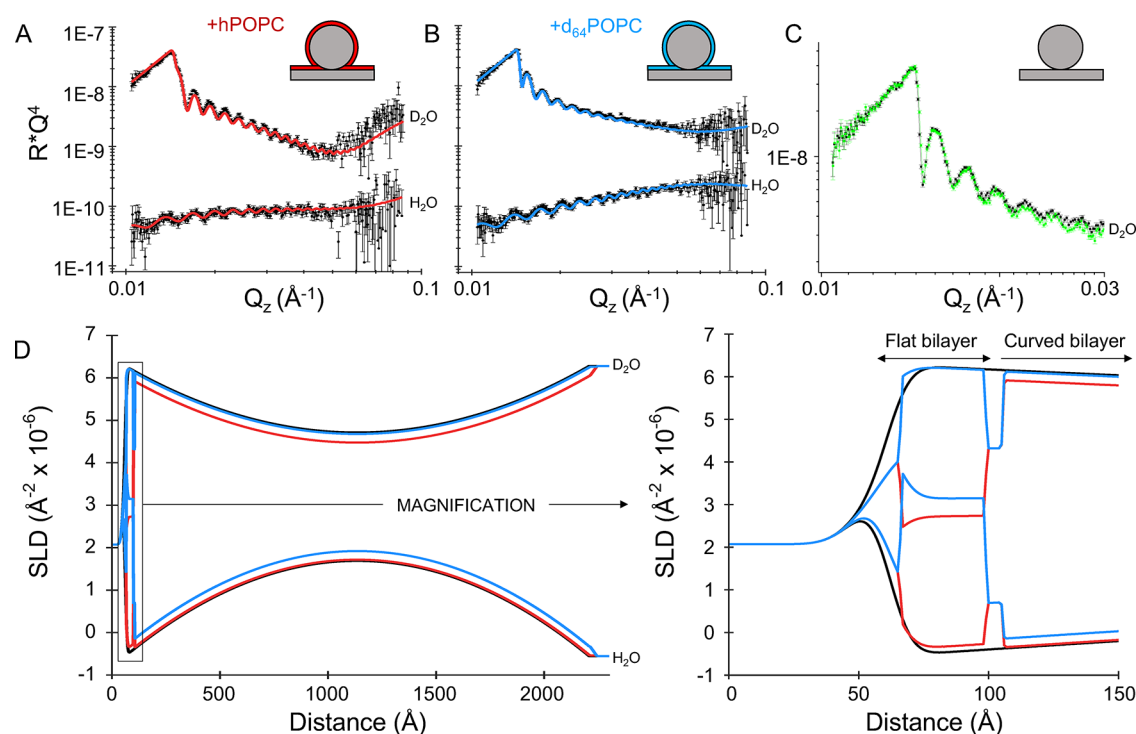 A
+hPOPC
1E-7
1E-8
1E-9
1E-10
1E-11
R*Q⁴
D₂O
H₂O
0.01
0.1
Q_z (Å⁻¹)
B
+d₆₄POPC
D₂O
H₂O
0.01
0.1
Q_z (Å⁻¹)
C
1E-8
D₂O
0.01
0.03
Q_z (Å⁻¹)
D
7
6
5
4
3
2
1
0
-1
SLD (Å⁻² x 10⁻⁶)
D₂O
MAGNIFICATION
H₂O
0
500
1000
1500
2000
Distance (Å)
Flat bilayer
Curved bilayer
7
6
5
4
3
2
1
0
-1
SLD (Å⁻² x 10⁻⁶)
0
50
100
150
Distance (Å)